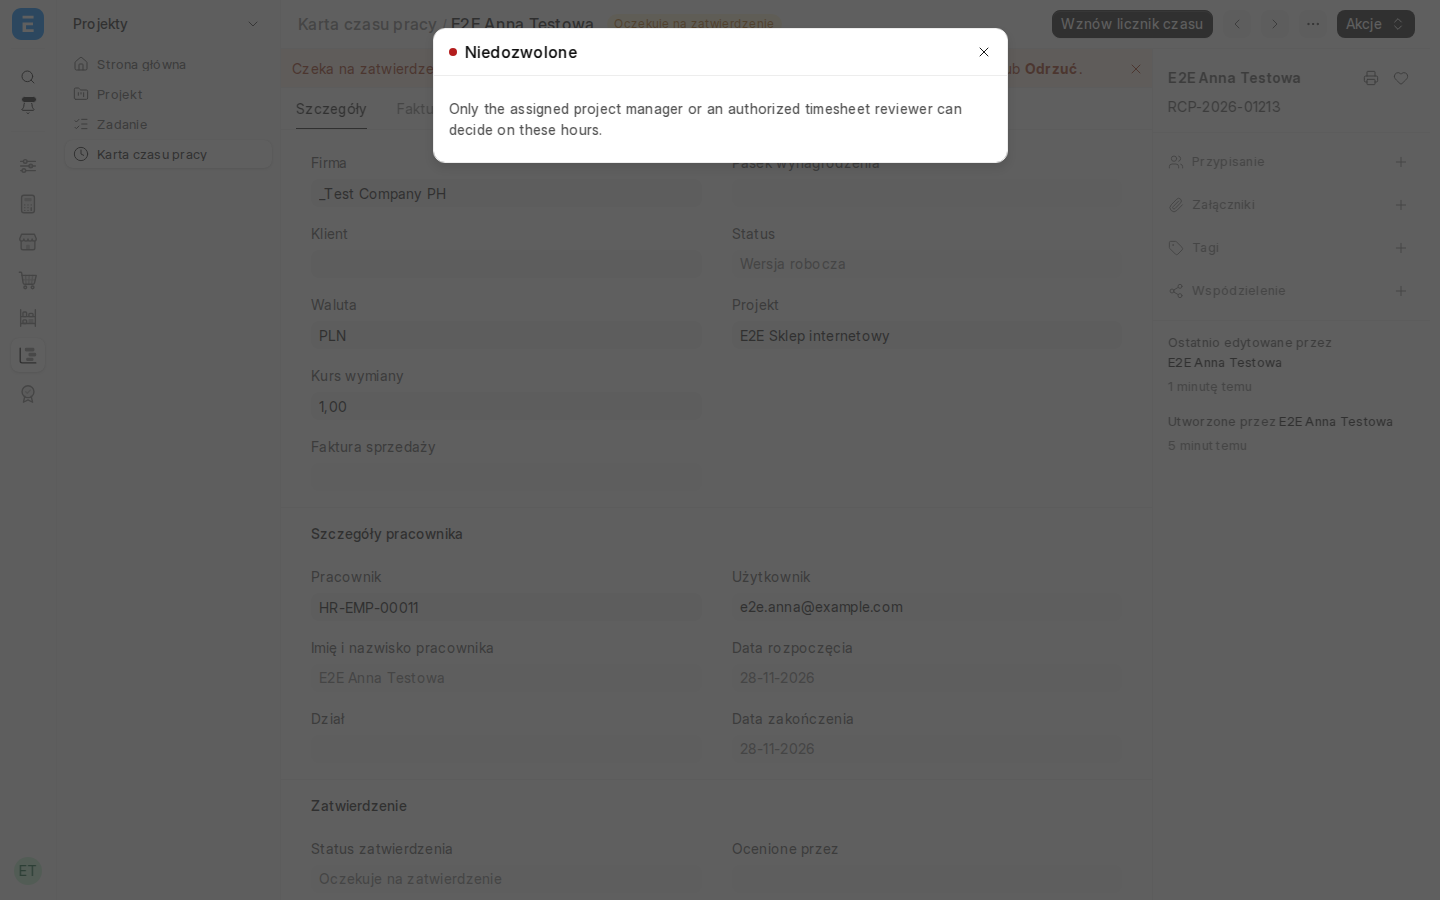 Projekty
Karta czasu pracy / E2E Anna Testowa
Oczekuje na zatwierdzenie
Wznów licznik czasu
Akcje
Niedozwolone
Only the assigned project manager or an authorized timesheet reviewer can
decide on these hours.
Strona główna
Projekt
Zadanie
Karta czasu pracy
Czeka na zatwierdze
ub Odrzuć.
Szczegóły
Faktu
Firma
_Test Company PH
Pasek wynagrodzenia
Klient
Status
Wersja robocza
Waluta
PLN
Projekt
E2E Sklep internetowy
Kurs wymiany
1,00
Faktura sprzedaży
Szczegóły pracownika
Pracownik
HR-EMP-00011
Użytkownik
e2e.anna@example.com
Imię i nazwisko pracownika
E2E Anna Testowa
Data rozpoczęcia
28-11-2026
Dział
Data zakończenia
28-11-2026
Zatwierdzenie
Status zatwierdzenia
Oczekuje na zatwierdzenie
Ocenione przez
E2E Anna Testowa
RCP-2026-01213
Przypisanie
Załączniki
Tagi
Współdzielenie
Ostatnio edytowane przez
E2E Anna Testowa
1 minutę temu
Utworzone przez E2E Anna Testowa
5 minut temu
ET